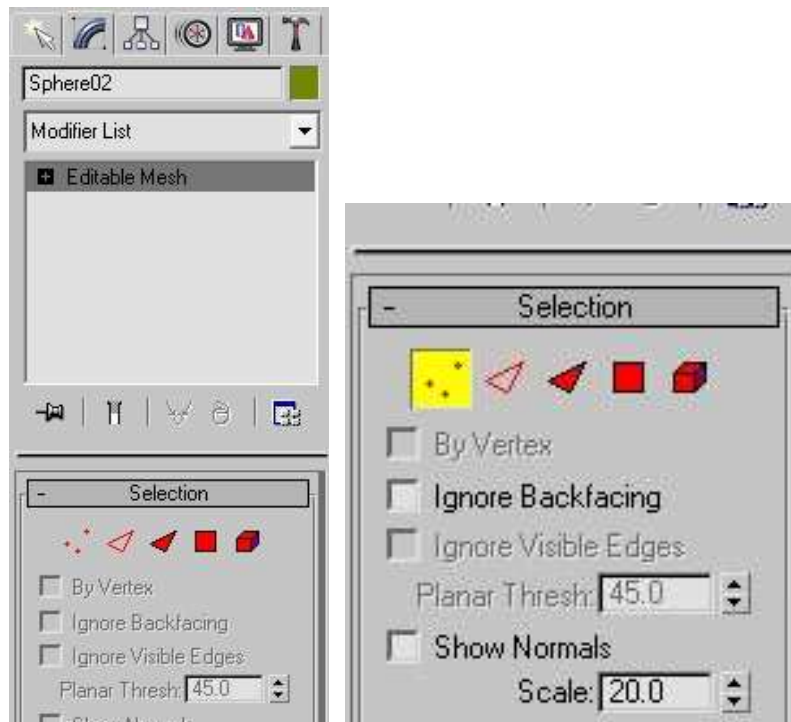 Sphere02
Modifier List
Editable Mesh
- Selection
By Vertex
Ignore Backfacing
Ignore Visible Edges
Planar Thresh: 45.0
- Selection
By Vertex
Ignore Backfacing
Ignore Visible Edges
Planar Thresh: 45.0
Show Normals
Scale: 20.0